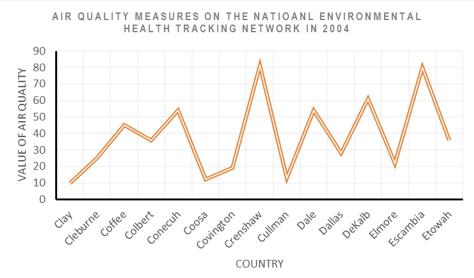 AIR QUALITY MEASURES ON THE NATIOANL ENVIRONMENTAL
HEALTH TRACKING NETWORK IN 2004
VALUE OF AIR QUALITY
90
80
70
60
50
40
30
20
10
0
Clay
Cleburne
Coffee
Colbert
Conecuh
Coosa
Covington
Crenshaw
Cullman
Dale
Dallas
DeKalb
Elmore
Escambia
Etowah
COUNTRY